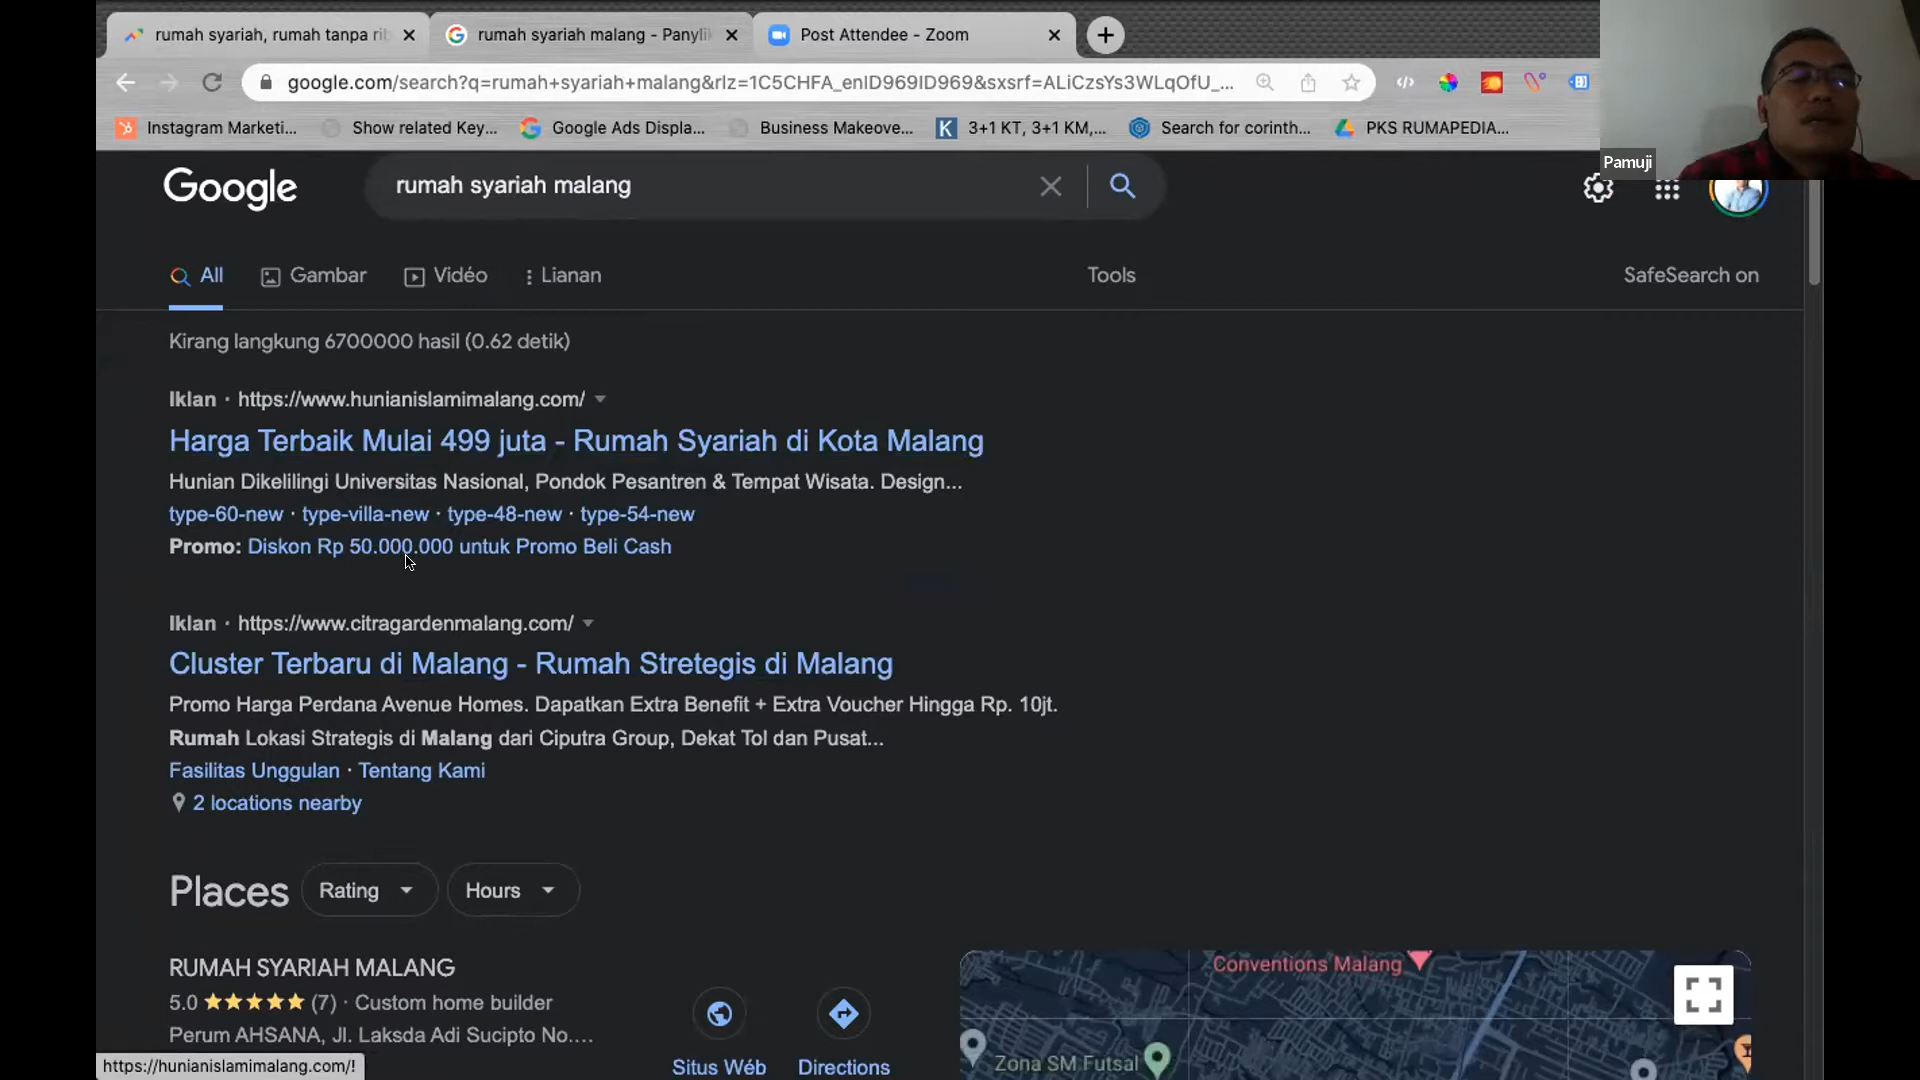 rumah syariah, rumah tanpa rib
rumah syariah malang - Panylik
Post Attendee - Zoom
google.com/search?q=rumah+syariah+malang&rlz=1C5CHFA_enID969ID969&sxsrf=ALiCzsYs3WLqOfU_...
Instagram Marketi...
Show related Key...
Google Ads Displa...
Business Makeove...
3+1 KT, 3+1 KM,...
Search for corinth...
PKS RUMAPEDIA...
Pamuji
Google
rumah syariah malang
All
Gambar
Vidéo
Lianan
Tools
SafeSearch on
Kirang langkung 6700000 hasil (0.62 detik)
Iklan · https://www.hunianislamimalang.com/
Harga Terbaik Mulai 499 juta - Rumah Syariah di Kota Malang
Hunian Dikelilingi Universitas Nasional, Pondok Pesantren & Tempat Wisata. Design...
type-60-new · type-villa-new · type-48-new · type-54-new
Promo: Diskon Rp 50.000.000 untuk Promo Beli Cash
Iklan · https://www.citragardenmalang.com/
Cluster Terbaru di Malang - Rumah Stretegis di Malang
Promo Harga Perdana Avenue Homes. Dapatkan Extra Benefit + Extra Voucher Hingga Rp. 10jt.
Rumah Lokasi Strategis di Malang dari Ciputra Group, Dekat Tol dan Pusat...
Fasilitas Unggulan · Tentang Kami
2 locations nearby
Places
Rating
Hours
RUMAH SYARIAH MALANG
5.0 ★★★★★ (7) · Custom home builder
Perum AHSANA, Jl. Laksda Adi Sucipto No....
Situs Wéb
Directions
Conventions Malang
Zona SM Futsal
https://hunianislamimalang.com/!